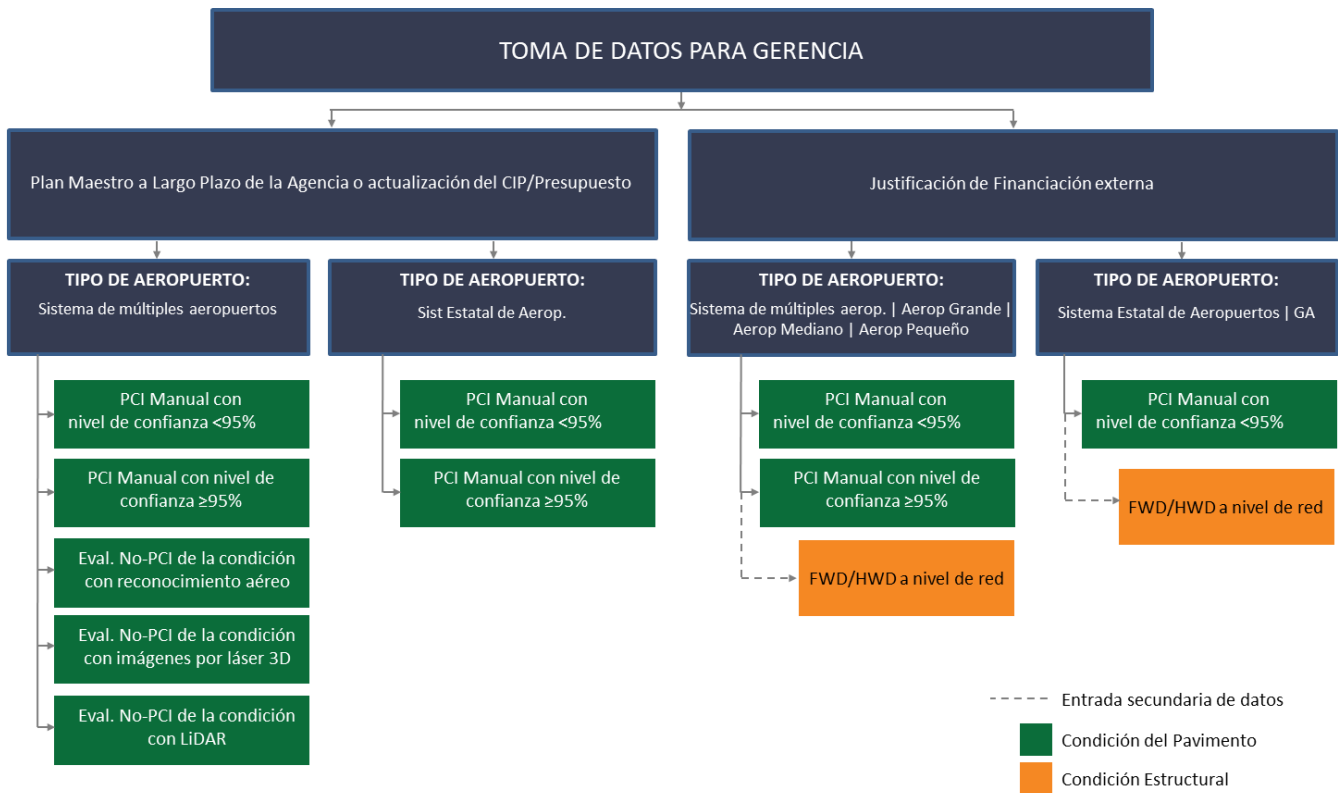 TOMA DE DATOS PARA GERENCIA
Plan Maestro a Largo Plazo de la Agencia o actualización del CIP/Presupuesto
Justificación de Financiación externa
TIPO DE AEROPUERTO:
Sistema de múltiples aeropuertos
TIPO DE AEROPUERTO:
Sist Estatal de Aerop.
TIPO DE AEROPUERTO:
Sistema de múltiples aerop. | Aerop Grande |
Aerop Mediano | Aerop Pequeño
TIPO DE AEROPUERTO:
Sistema Estatal de Aeropuertos | GA
PCI Manual con
nivel de confianza <95%
PCI Manual con nivel de
confianza ≥95%
Eval. No-PCI de la condición
con reconocimiento aéreo
Eval. No-PCI de la condición
con imágenes por láser 3D
Eval. No-PCI de la condición
con LiDAR
PCI Manual con
nivel de confianza <95%
PCI Manual con nivel de
confianza ≥95%
PCI Manual con
nivel de confianza <95%
PCI Manual con nivel de
confianza ≥95%
FWD/HWD a nivel de red
PCI Manual con
nivel de confianza <95%
FWD/HWD a nivel de red
Entrada secundaria de datos
Condición del Pavimento
Condición Estructural